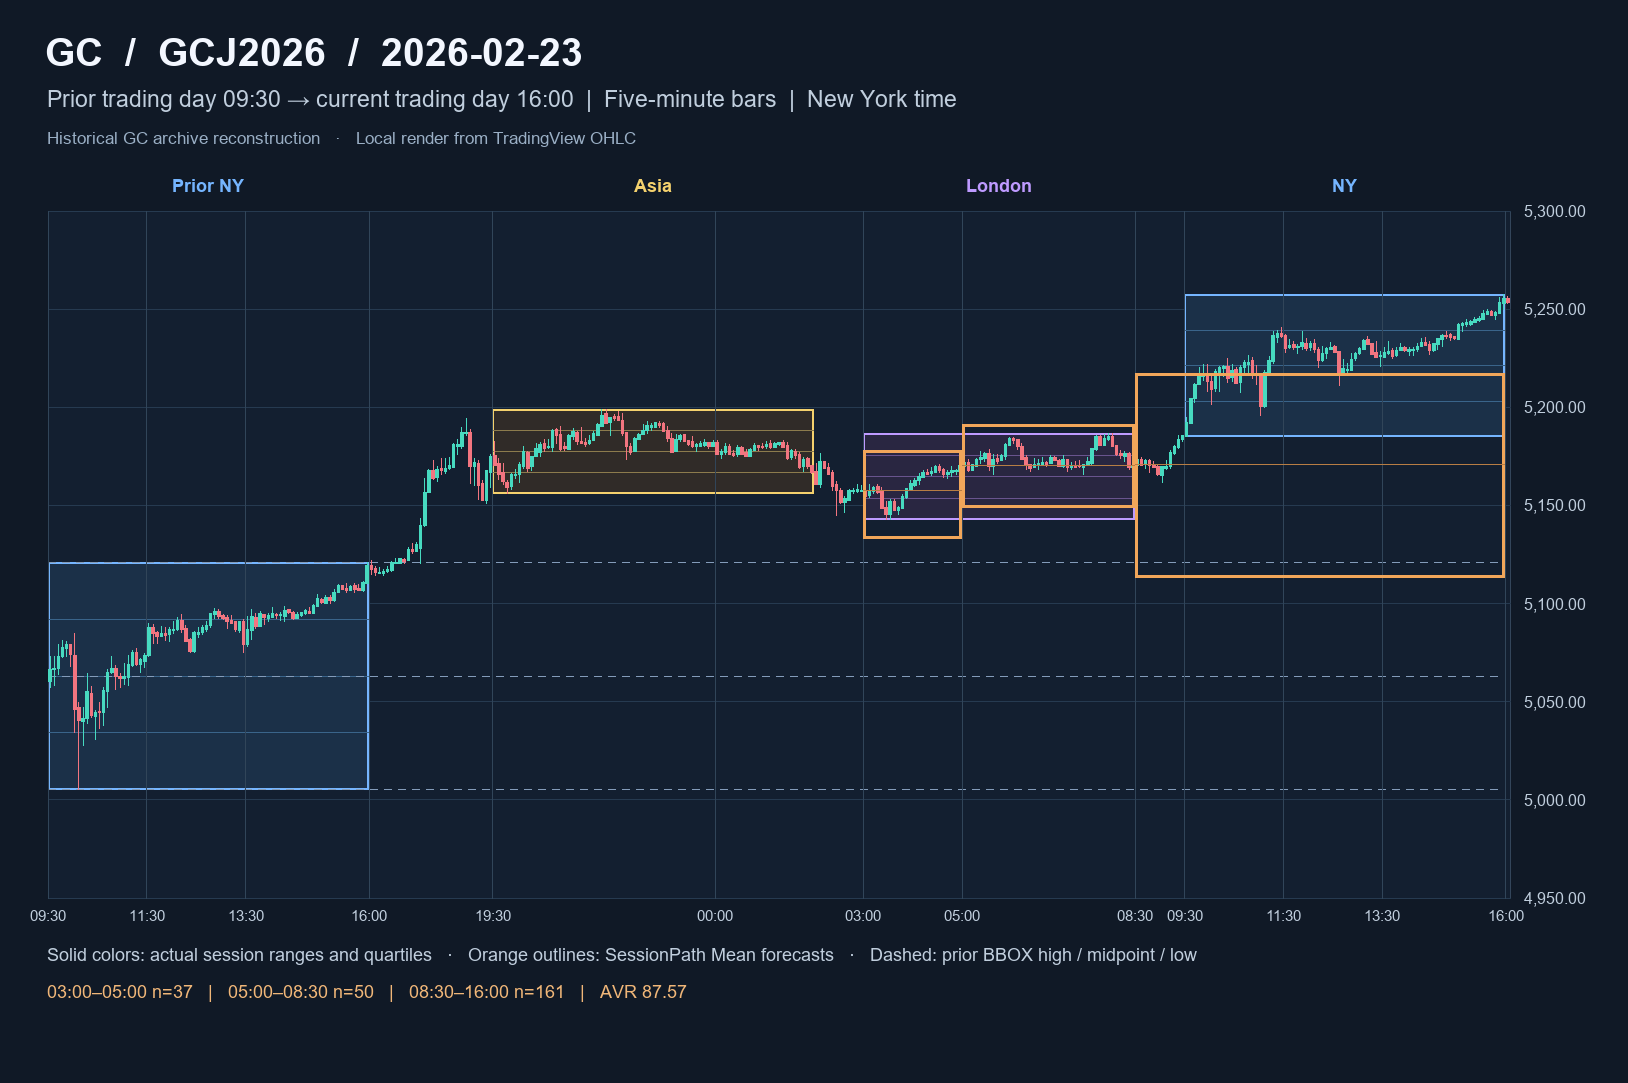 GC / GCJ2026 / 2026-02-23
Prior trading day 09:30 → current trading day 16:00 | Five-minute bars | New York time
Historical GC archive reconstruction · Local render from TradingView OHLC
Prior NY Asia London NY
5,300.00
5,250.00
5,200.00
5,150.00
5,100.00
5,050.00
5,000.00
4,950.00
09:30 11:30 13:30 16:00 19:30 00:00 03:00 05:00 08:30 09:30 11:30 13:30 16:00
Solid colors: actual session ranges and quartiles · Orange outlines: SessionPath Mean forecasts · Dashed: prior BBOX high / midpoint / low
03:00–05:00 n=37 | 05:00–08:30 n=50 | 08:30–16:00 n=161 | AVR 87.57